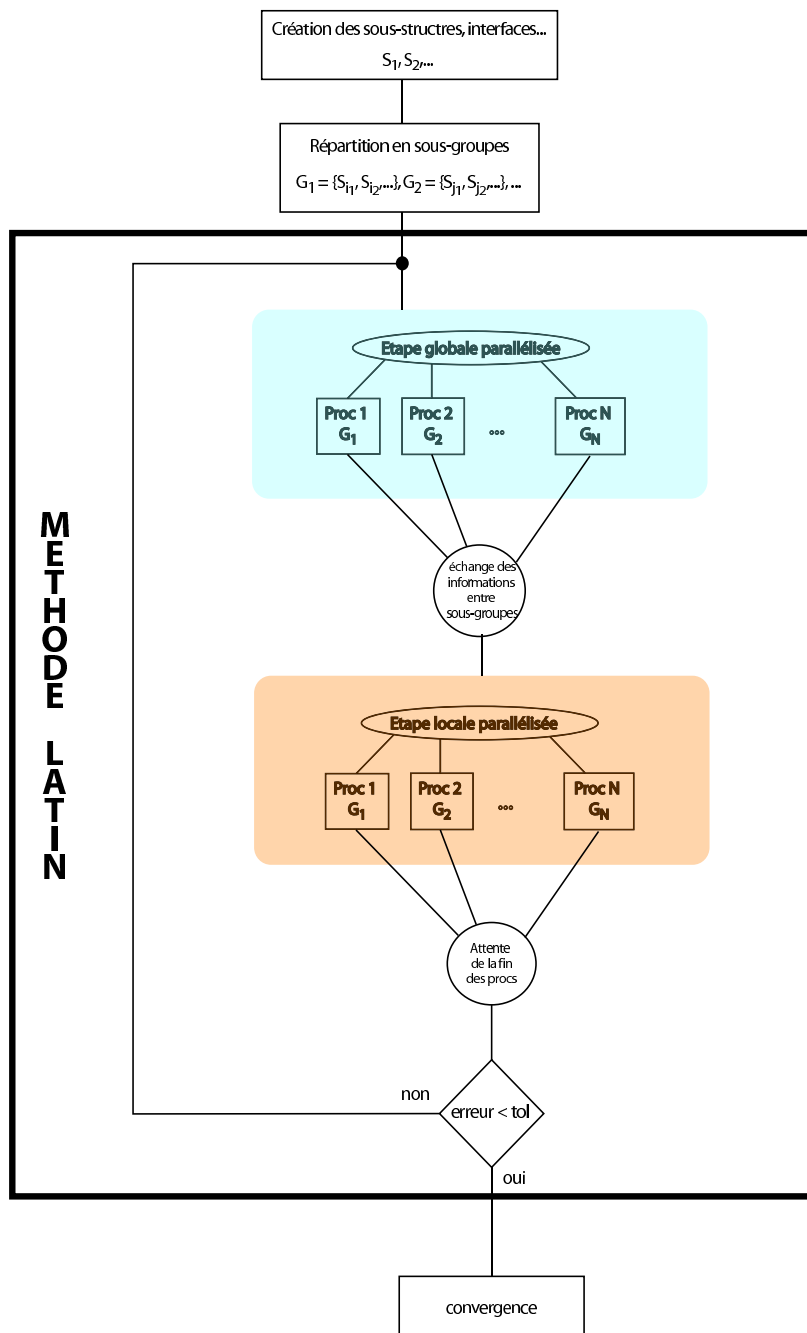 Création des sous-structres, interfaces...
S1, S2,...
Répartition en sous-groupes
G1 = {Si1, Si2,...}, G2 = {Sj1, Sj2,...}, ...
METHODE LATIN
Etape globale parallélisée
Proc 1 Proc 2 Proc N
G1 G2 ... GN
échange des
informations
entre
sous-groupes
Etape locale parallélisée
Proc 1 Proc 2 Proc N
G1 G2 ... GN
Attente
de la fin
des procs
non
erreur < tol
oui
convergence